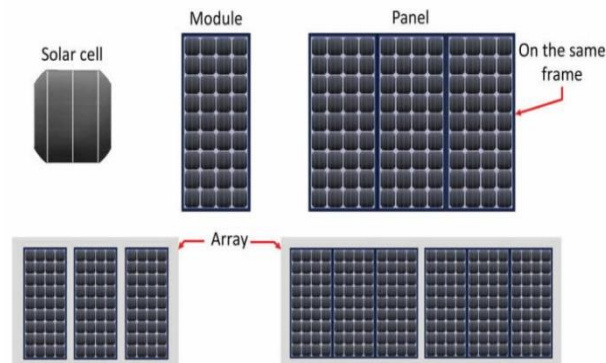 Module
Panel
Solar cell
On the same
frame
Array